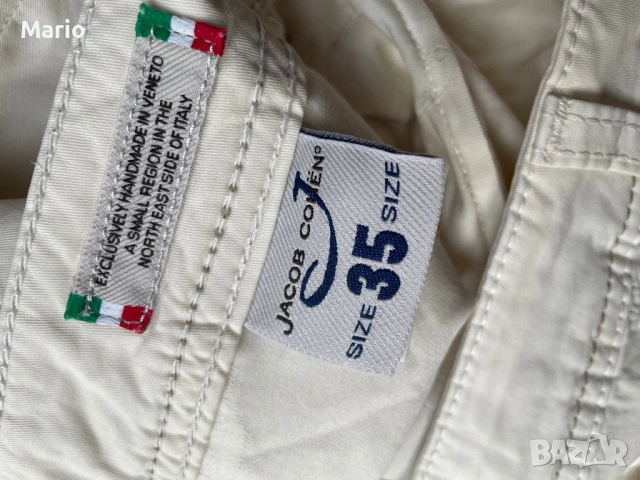 Mario
EXCLUSIVELY HANDMADE IN VENETO
A SMALL REGION IN THE
NORTH EAST SIDE OF ITALY
JACOB COHËN®
J
SIZE 35 SIZE
BAZAR